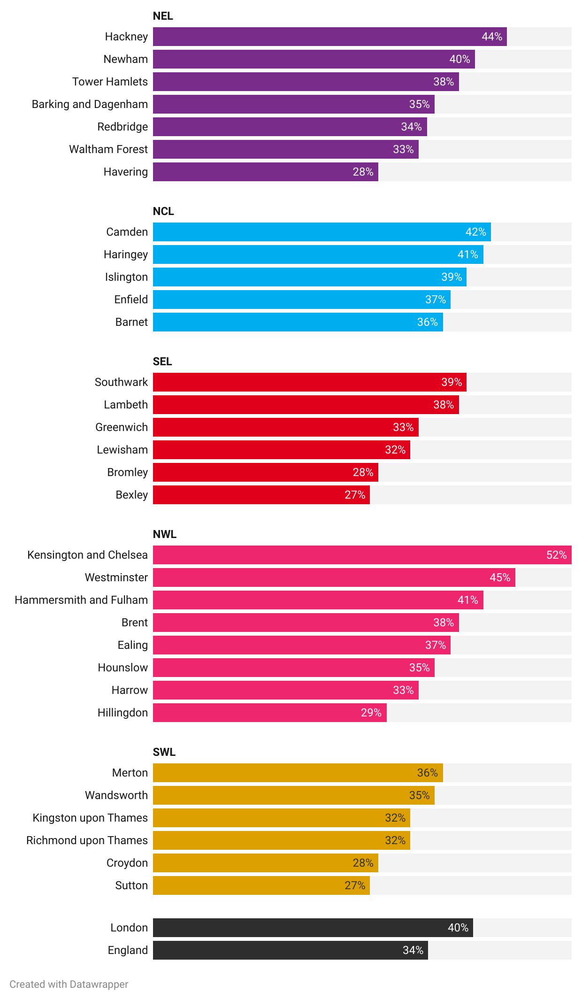 NEL
Hackney 44%
Newham 40%
Tower Hamlets 38%
Barking and Dagenham 35%
Redbridge 34%
Waltham Forest 33%
Havering 28%
NCL
Camden 42%
Haringey 41%
Islington 39%
Enfield 37%
Barnet 36%
SEL
Southwark 39%
Lambeth 38%
Greenwich 33%
Lewisham 32%
Bromley 28%
Bexley 27%
NWL
Kensington and Chelsea 52%
Westminster 45%
Hammersmith and Fulham 41%
Brent 38%
Ealing 37%
Hounslow 35%
Harrow 33%
Hillingdon 29%
SWL
Merton 36%
Wandsworth 35%
Kingston upon Thames 32%
Richmond upon Thames 32%
Croydon 28%
Sutton 27%
London 40%
England 34%
Created with Datawrapper